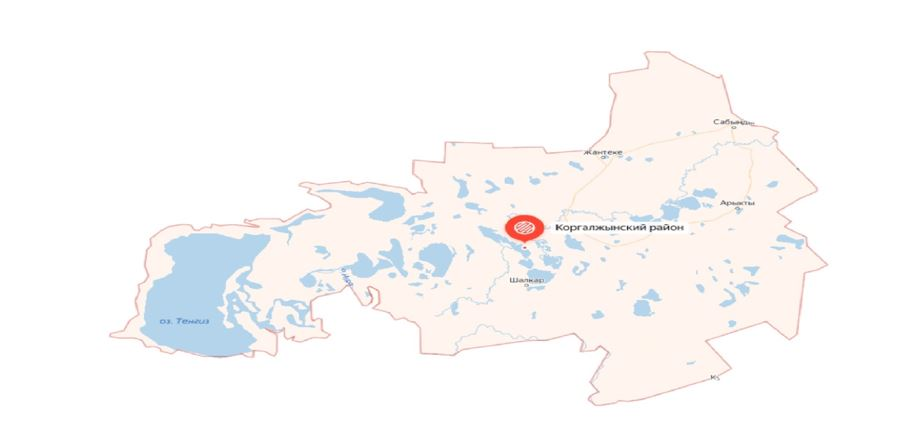 Сабынды
Жантеке
Арыкты
Коргалжынский район
Шалкар
оз. Тенгиз